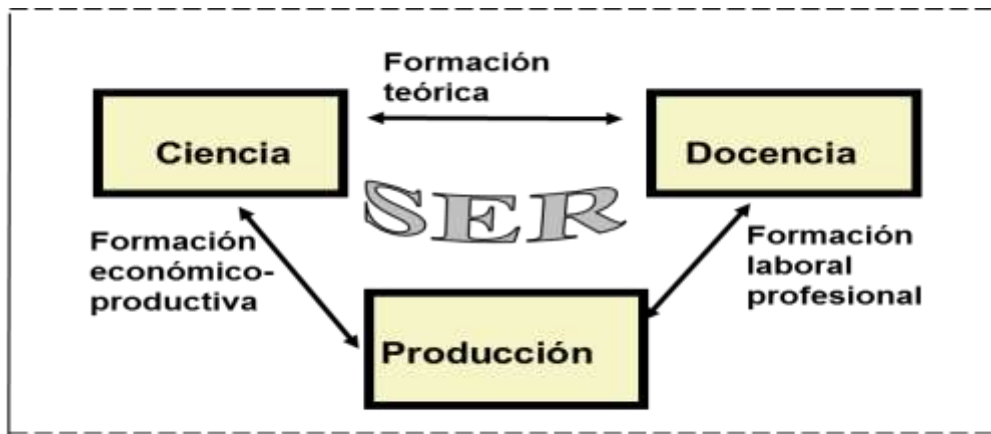 Formación
teórica
Ciencia
Docencia
SER
Formación
económico-
productiva
Formación
laboral
profesional
Producción